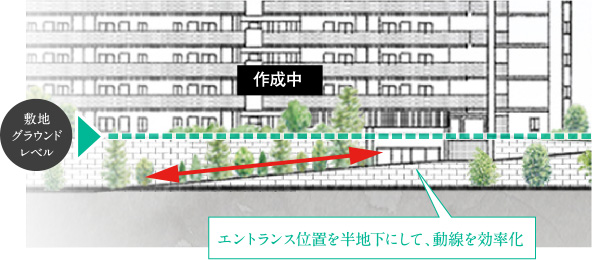 作成中
敷地
グラウンド
レベル
エントランス位置を半地下にして、動線を効率化